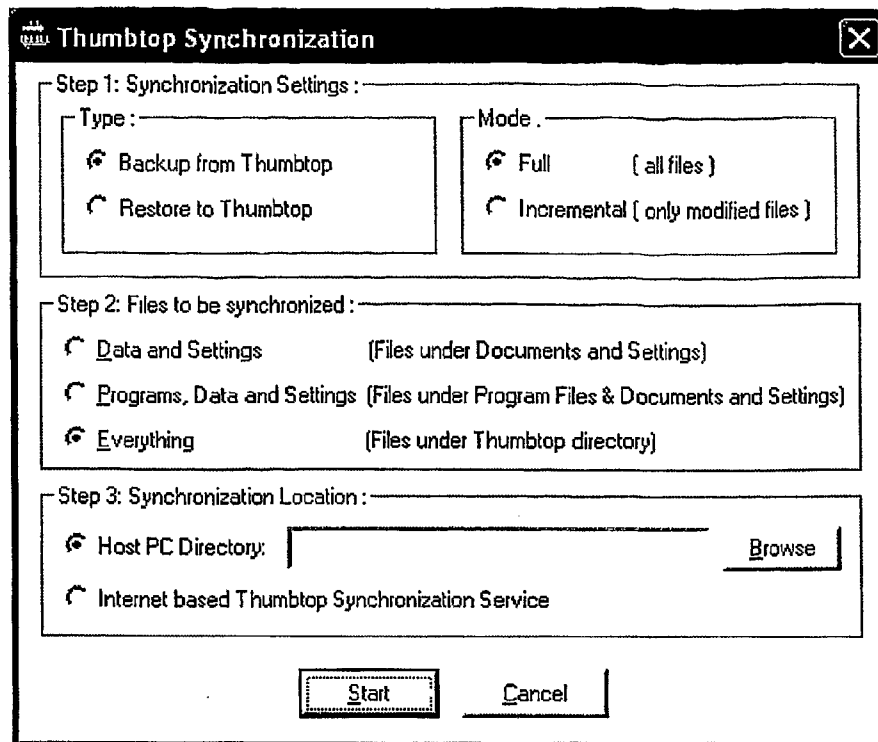 Thumbtop Synchronization
Step 1: Synchronization Settings :
Type :
Backup from Thumbtop
Restore to Thumbtop
Mode .
Full ( all files )
Incremental ( only modified files )
Step 2: Files to be synchronized :
Data and Settings (Files under Documents and Settings)
Programs, Data and Settings (Files under Program Files & Documents and Settings)
Everything (Files under Thumbtop directory)
Step 3: Synchronization Location :
Host PC Directory: Browse
Internet based Thumbtop Synchronization Service
Start Cancel